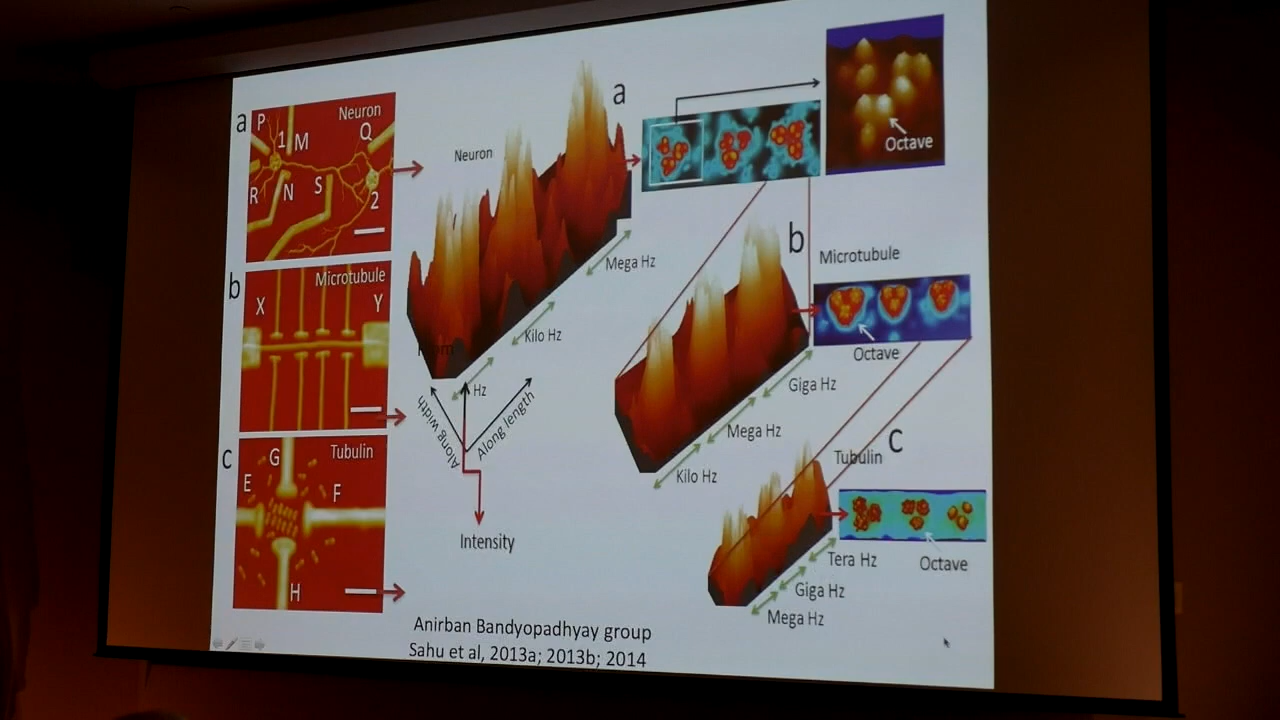 a
P
1
M
Neuron
Q
R
N
S
2
b
Microtubule
X
Y
c
Tubulin
G
E
F
H
Neuron
a
Mega Hz
Kilo Hz
Hz
Along width
Along length
Intensity
Octave
b
Microtubule
Octave
Giga Hz
Mega Hz
Kilo Hz
c
Tubulin
Tera Hz
Octave
Giga Hz
Mega Hz
Anirban Bandyopadhyay group
Sahu et al, 2013a; 2013b; 2014